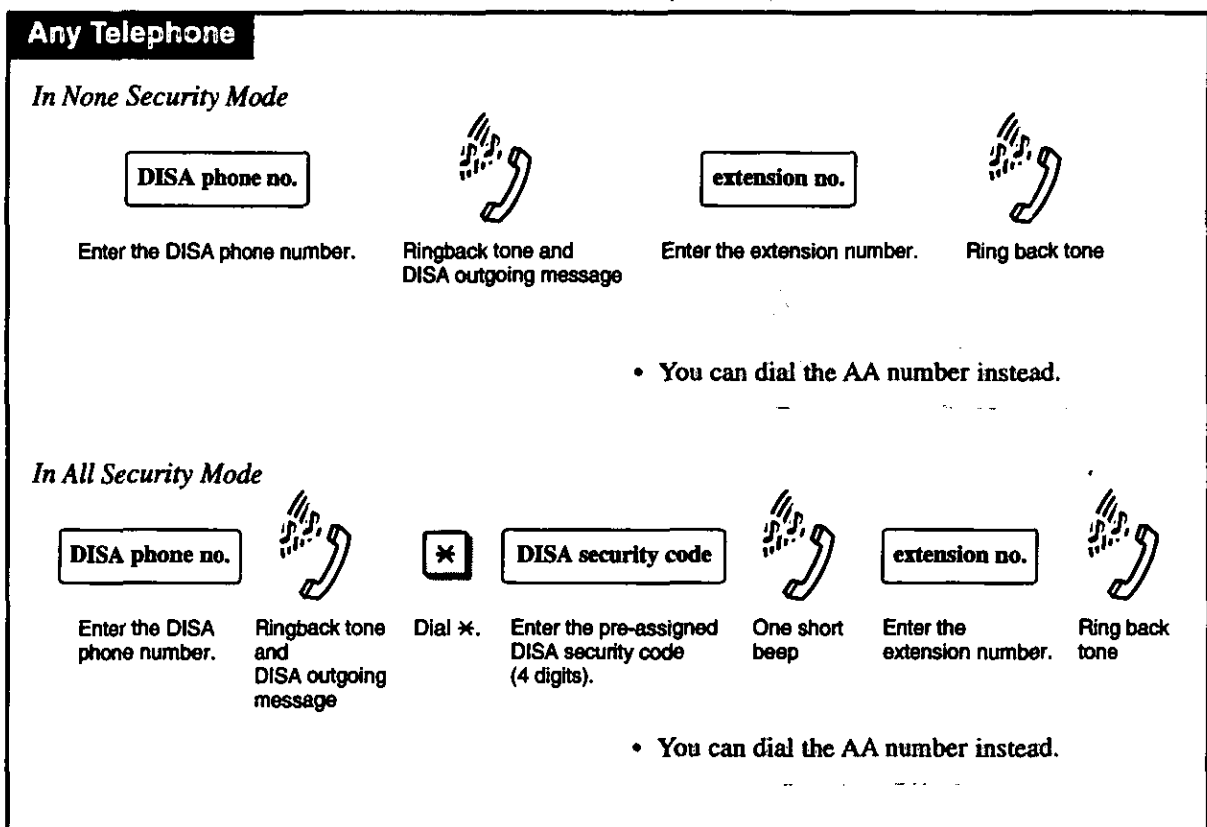 Any Telephone
In None Security Mode
DISA phone no.
extension no.
Enter the DISA phone number.
Ringback tone and
DISA outgoing message
Enter the extension number.
Ring back tone
• You can dial the AA number instead.
In All Security Mode
DISA phone no.
*
DISA security code
extension no.
Enter the DISA
phone number.
Ringback tone
and
DISA outgoing
message
Dial *.
Enter the pre-assigned
DISA security code
(4 digits).
One short
beep
Enter the
extension number.
Ring back
tone
• You can dial the AA number instead.